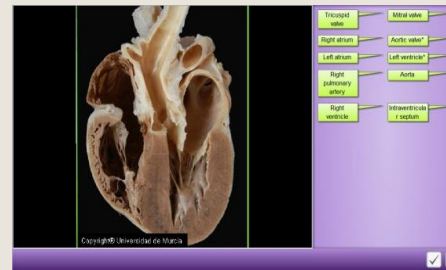 Tricuspid
valve
Mitral valve
Right atrium
Aortic valve*
Left atrium
Left ventricle*
Right
pulmonary
artery
Aorta
Right
ventricle
Intraventricula
r septum
Copyright® Universidad de Murcia